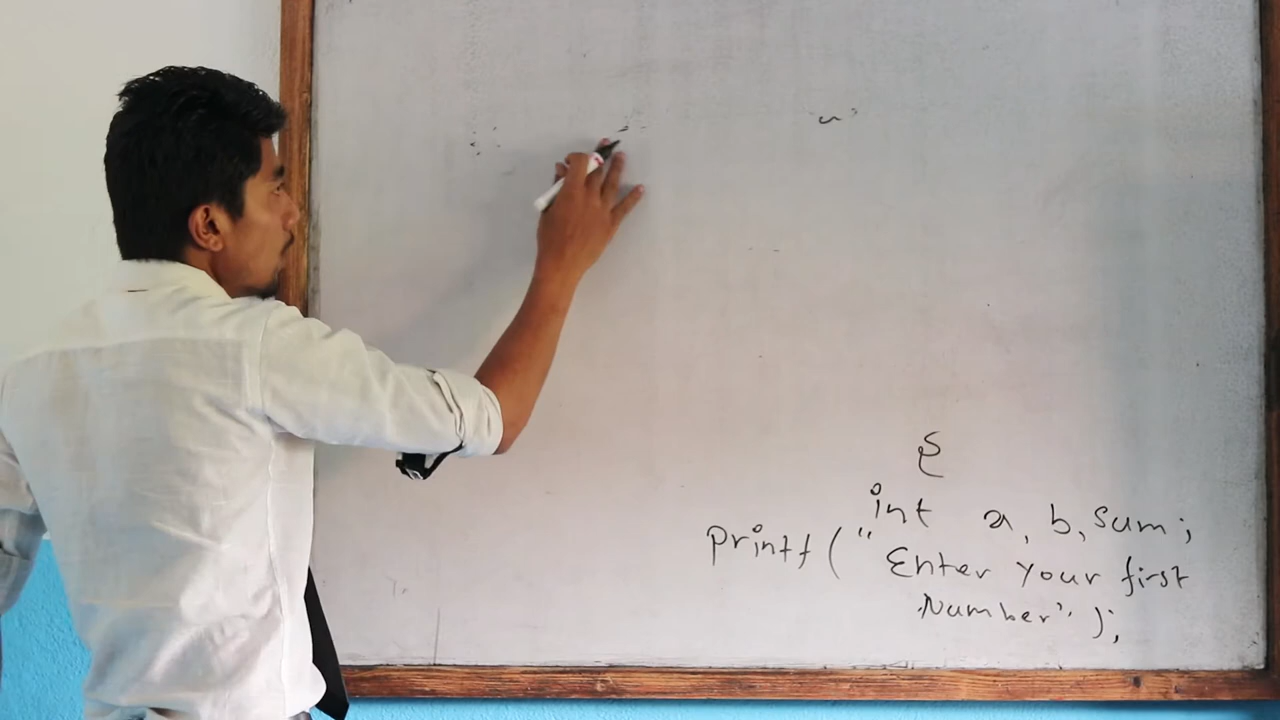 {
int a, b, sum;
printf("Enter your first
Number");